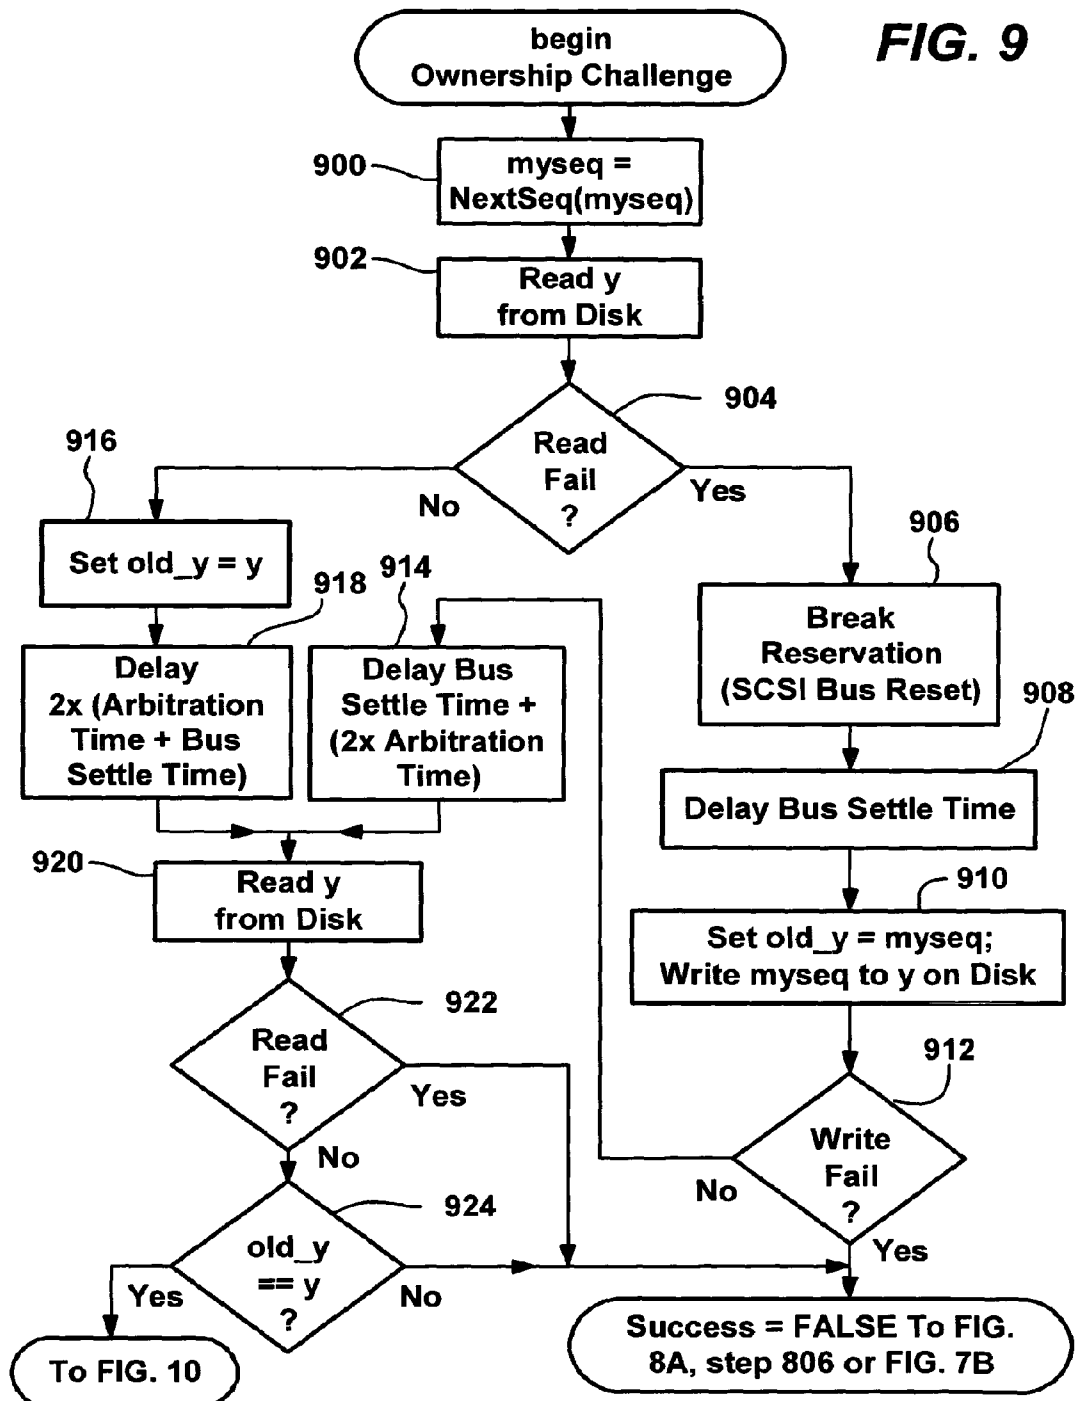 FIG. 9
begin
Ownership Challenge
900
myseq =
NextSeq(myseq)
902
Read y
from Disk
904
Read
Fail
?
No
Yes
916
Set old_y = y
918
Delay
2x (Arbitration
Time + Bus
Settle Time)
914
Delay Bus
Settle Time +
(2x Arbitration
Time)
906
Break
Reservation
(SCSI Bus Reset)
908
Delay Bus Settle Time
910
Set old_y = myseq;
Write myseq to y on Disk
912
Write
Fail
?
No
Yes
920
Read y
from Disk
922
Read
Fail
?
Yes
No
924
old_y
== y
?
Yes
No
To FIG. 10
Success = FALSE To FIG.
8A, step 806 or FIG. 7B